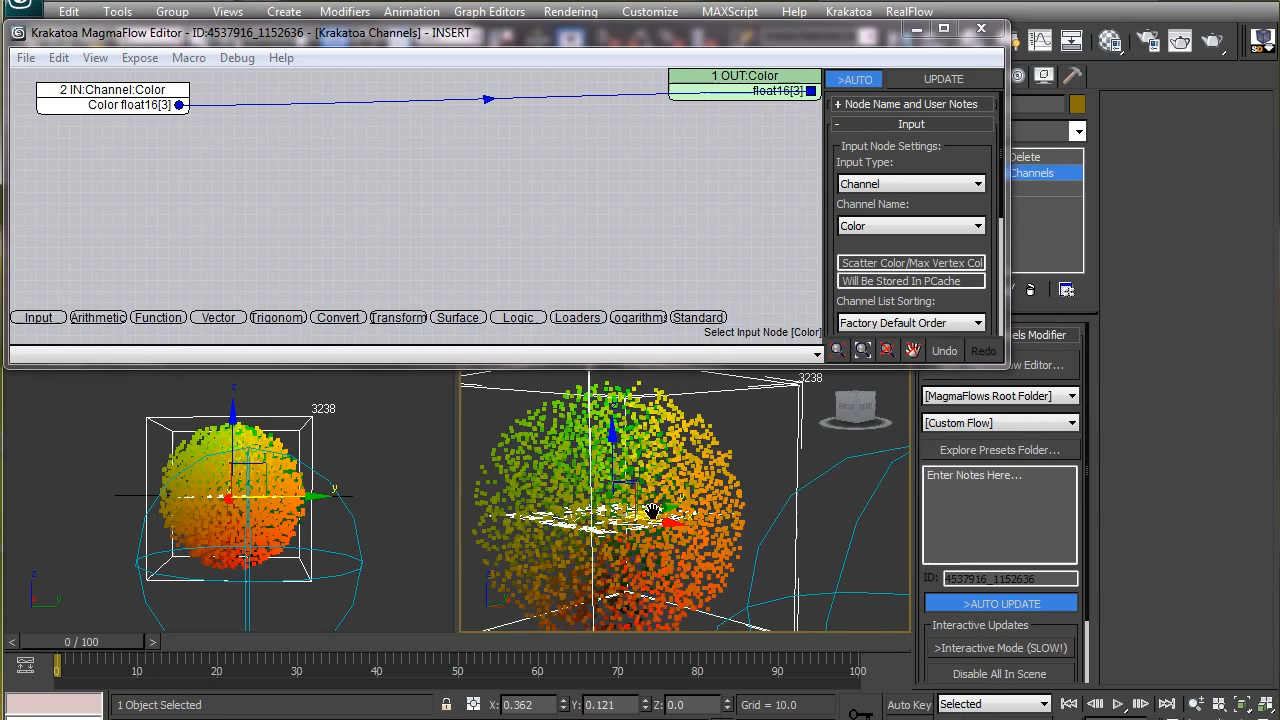 Edit Tools Group Views Create Modifiers Animation Graph Editors Rendering Customize MAXScript Help Krakatoa RealFlow
Krakatoa MagmaFlow Editor - ID:4537916_1152636 - [Krakatoa Channels] - INSERT
File Edit View Expose Macro Debug Help
2 IN:Channel:Color
Color float16[3]
1 OUT:Color
float16[3]
>AUTO
UPDATE
+ Node Name and User Notes
- Input
Input Node Settings:
Input Type:
Channel
Channel Name:
Color
Scatter Color/Max Vertex Col
Will Be Stored In PCache
Channel List Sorting:
Factory Default Order
Undo
Redo
Input Arithmetic Function Vector Trigonom Convert Transform Surface Logic Loaders ogarithms Standard
Select Input Node [Color]
Delete
Channels
els Modifier
ow Editor...
[MagmaFlows Root Folder]
[Custom Flow]
Explore Presets Folder...
Enter Notes Here...
ID: 4537916_1152636
>AUTO UPDATE
Interactive Updates
>Interactive Mode (SLOW!)
Disable All In Scene
3238
z
y
z
y
3238
z
< 0 / 100 >
0 10 20 30 40 50 60 70 80 90 100
1 Object Selected
X: 0.362 Y: 0.121 Z: 0.0 Grid = 10.0
Auto Key
Selected